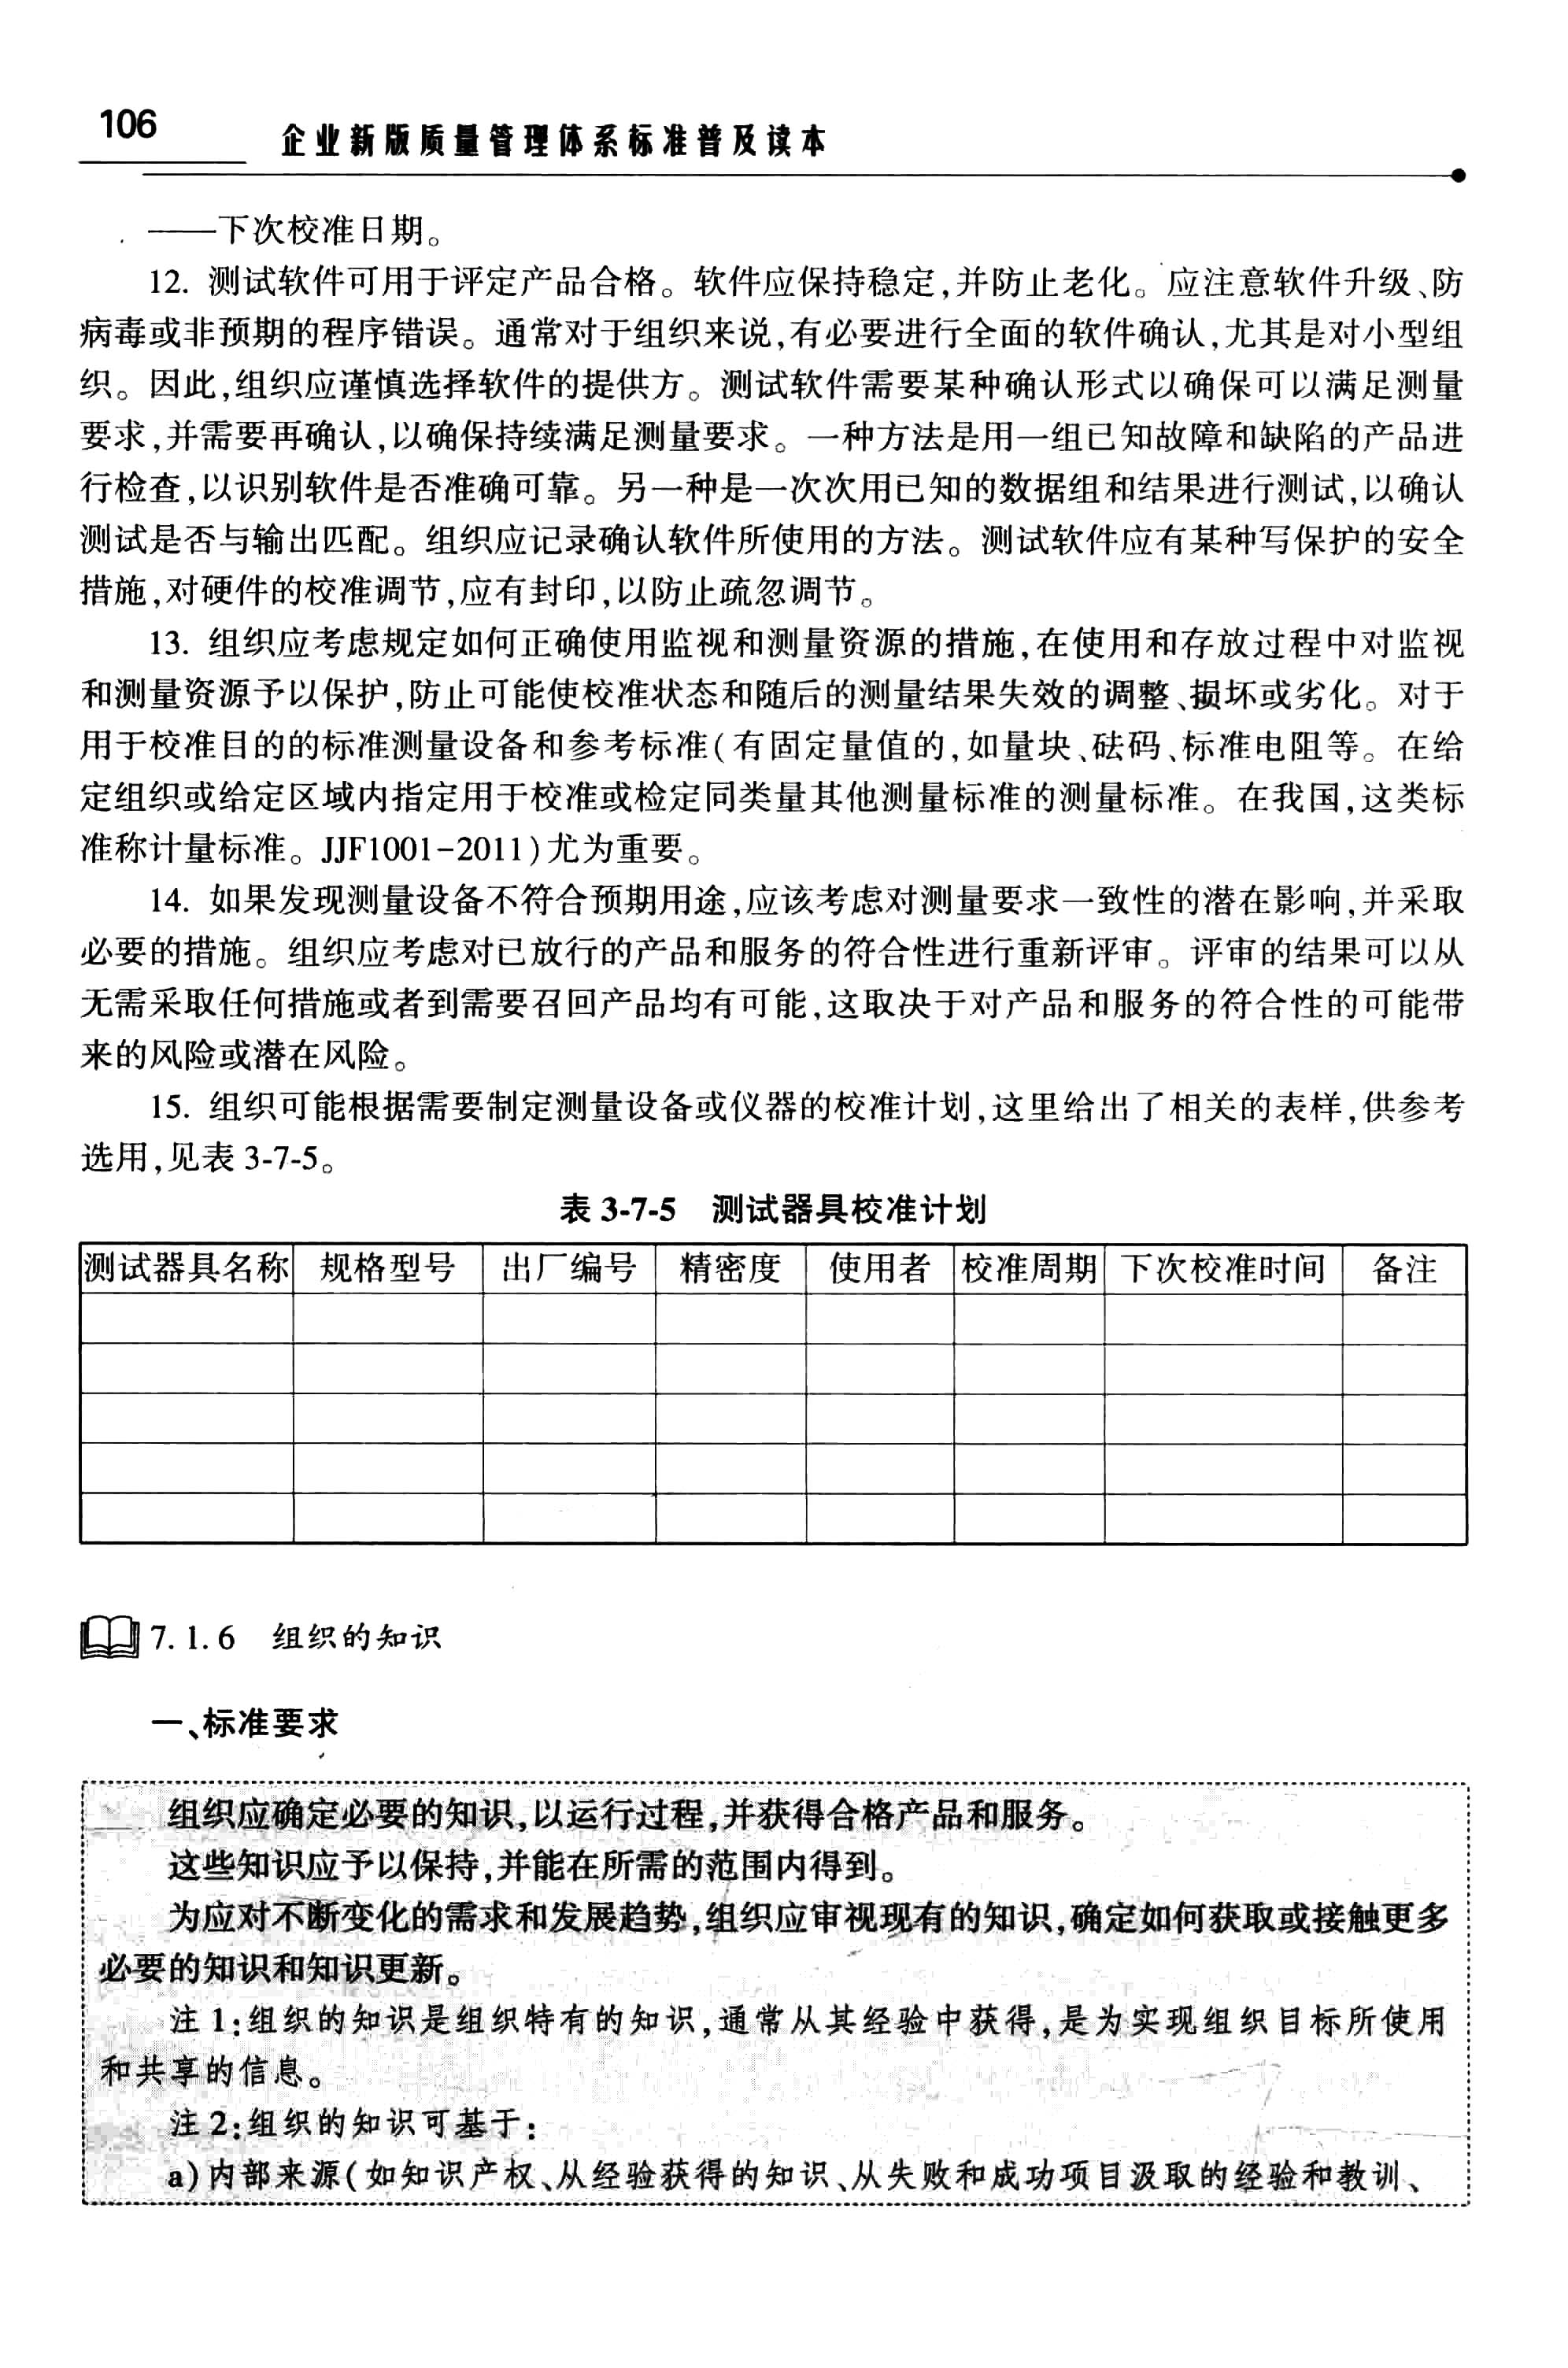 106
企业新版质量管理体系标准普及读本
——下次校准日期。
12. 测试软件可用于评定产品合格。软件应保持稳定,并防止老化。应注意软件升级、防
病毒或非预期的程序错误。通常对于组织来说,有必要进行全面的软件确认,尤其是对小型组
织。因此,组织应谨慎选择软件的提供方。测试软件需要某种确认形式以确保可以满足测量
要求,并需要再确认,以确保持续满足测量要求。一种方法是用一组已知故障和缺陷的产品进
行检查,以识别软件是否准确可靠。另一种是一次次用已知的数据组和结果进行测试,以确认
测试是否与输出匹配。组织应记录确认软件所使用的方法。测试软件应有某种写保护的安全
措施,对硬件的校准调节,应有封印,以防止疏忽调节。
13. 组织应考虑规定如何正确使用监视和测量资源的措施,在使用和存放过程中对监视
和测量资源予以保护,防止可能使校准状态和随后的测量结果失效的调整、损坏或劣化。对于
用于校准目的的标准测量设备和参考标准(有固定量值的,如量块、砝码、标准电阻等。在给
定组织或给定区域内指定用于校准或检定同类量其他测量标准的测量标准。在我国,这类标
准称计量标准。JJF1001-2011)尤为重要。
14. 如果发现测量设备不符合预期用途,应该考虑对测量要求一致性的潜在影响,并采取
必要的措施。组织应考虑对已放行的产品和服务的符合性进行重新评审。评审的结果可以从
无需采取任何措施或者到需要召回产品均有可能,这取决于对产品和服务的符合性的可能带
来的风险或潜在风险。
15. 组织可能根据需要制定测量设备或仪器的校准计划,这里给出了相关的表样,供参考
选用,见表 3-7-5。
表 3-7-5 测试器具校准计划
测试器具名称 规格型号 出厂编号 精密度 使用者 校准周期 下次校准时间 备注
7.1.6 组织的知识
一、标准要求
组织应确定必要的知识,以运行过程,并获得合格产品和服务。
这些知识应予以保持,并能在所需的范围内得到。
为应对不断变化的需求和发展趋势,组织应审视现有的知识,确定如何获取或接触更多
必要的知识和知识更新。
注 1:组织的知识是组织特有的知识,通常从其经验中获得,是为实现组织目标所使用
和共享的信息。
注 2:组织的知识可基于:
a)内部来源(如知识产权、从经验获得的知识、从失败和成功项目汲取的经验和教训、